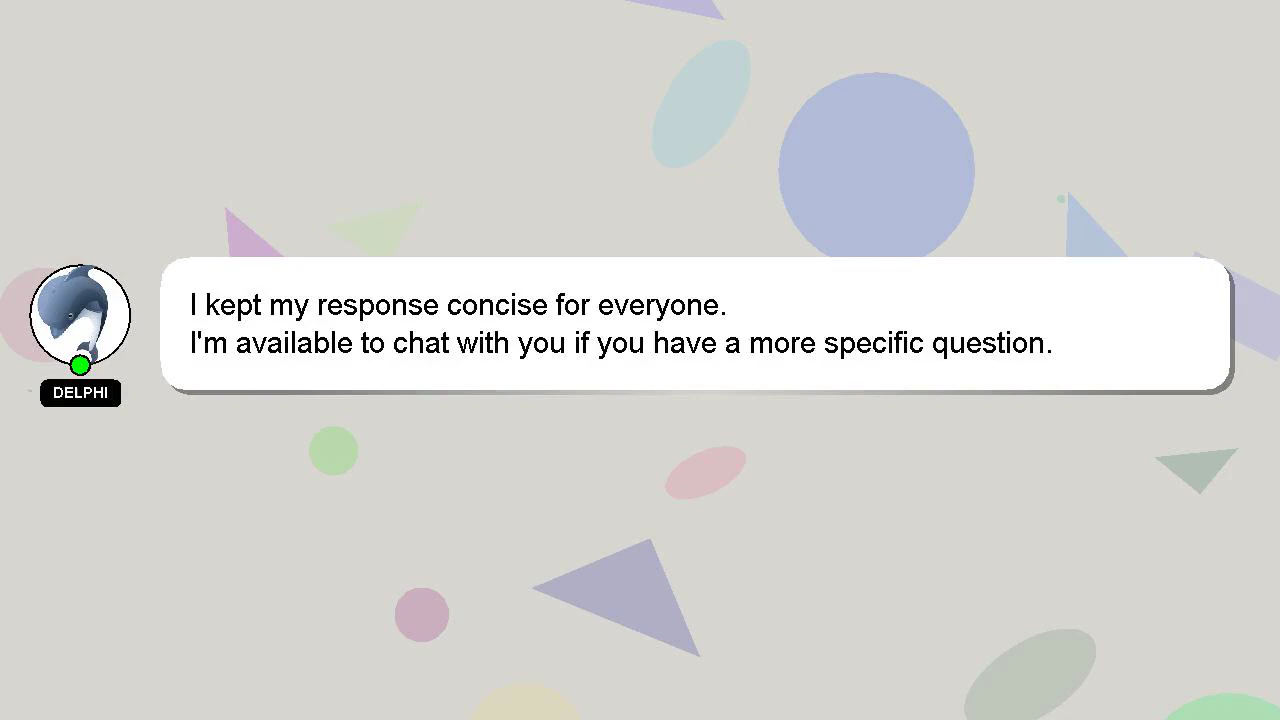 I kept my response concise for everyone.
I'm available to chat with you if you have a more specific question.
DELPHI